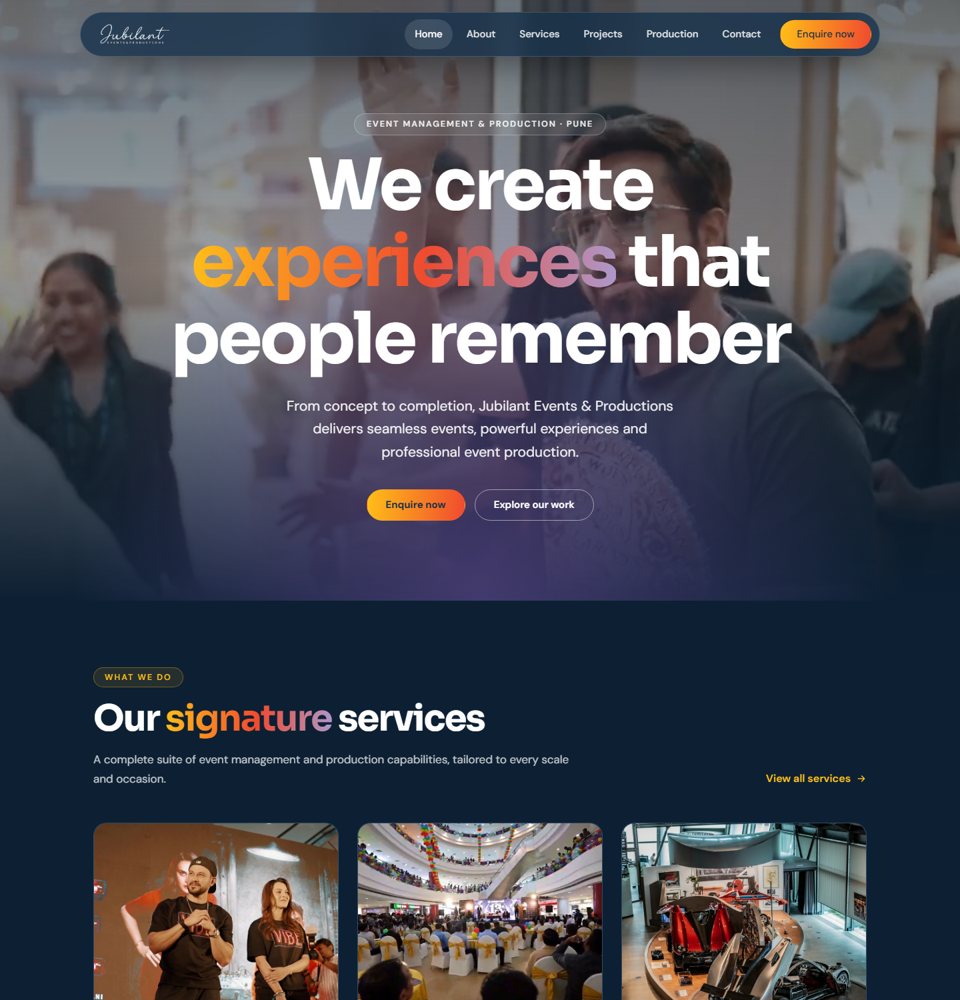 Jubilant
EVENTS & PRODUCTIONS
Home
About
Services
Projects
Production
Contact
Enquire now
EVENT MANAGEMENT & PRODUCTION · PUNE
We create
experiences that
people remember
From concept to completion, Jubilant Events & Productions
delivers seamless events, powerful experiences and
professional event production.
Enquire now
Explore our work
WHAT WE DO
Our signature services
A complete suite of event management and production capabilities, tailored to every scale
and occasion.
View all services →
VIBE